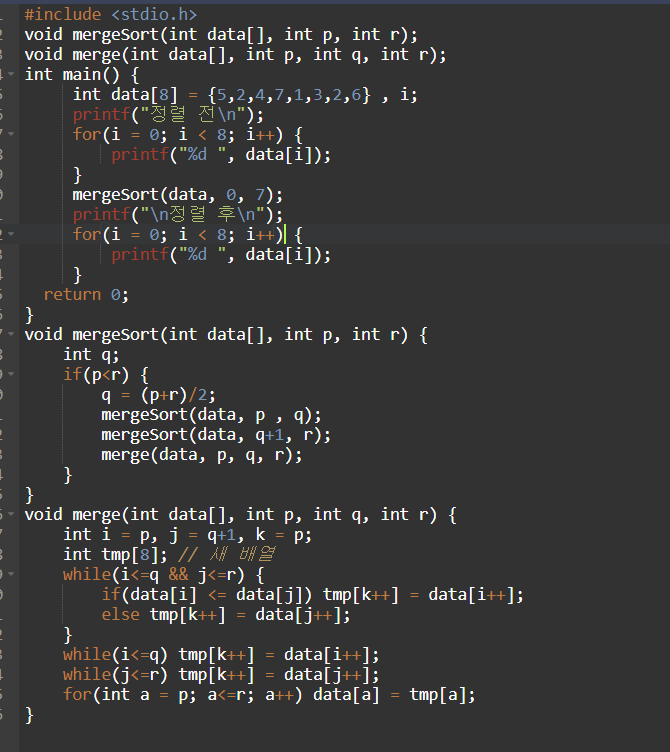 #include <stdio.h>
void mergeSort(int data[], int p, int r);
void merge(int data[], int p, int q, int r);
int main() {
     int data[8] = {5,2,4,7,1,3,2,6} , i;
     printf("정렬 전\n");
     for(i = 0; i < 8; i++) {
         printf("%d ", data[i]);
     }
     mergeSort(data, 0, 7);
     printf("\n정렬 후\n");
     for(i = 0; i < 8; i++) {
         printf("%d ", data[i]);
     }
  return 0;
}
void mergeSort(int data[], int p, int r) {
    int q;
    if(p<r) {
        q = (p+r)/2;
        mergeSort(data, p , q);
        mergeSort(data, q+1, r);
        merge(data, p, q, r);
    }
}
void merge(int data[], int p, int q, int r) {
    int i = p, j = q+1, k = p;
    int tmp[8]; // 새 배열
    while(i<=q && j<=r) {
        if(data[i] <= data[j]) tmp[k++] = data[i++];
        else tmp[k++] = data[j++];
    }
    while(i<=q) tmp[k++] = data[i++];
    while(j<=r) tmp[k++] = data[j++];
    for(int a = p; a<=r; a++) data[a] = tmp[a];
}